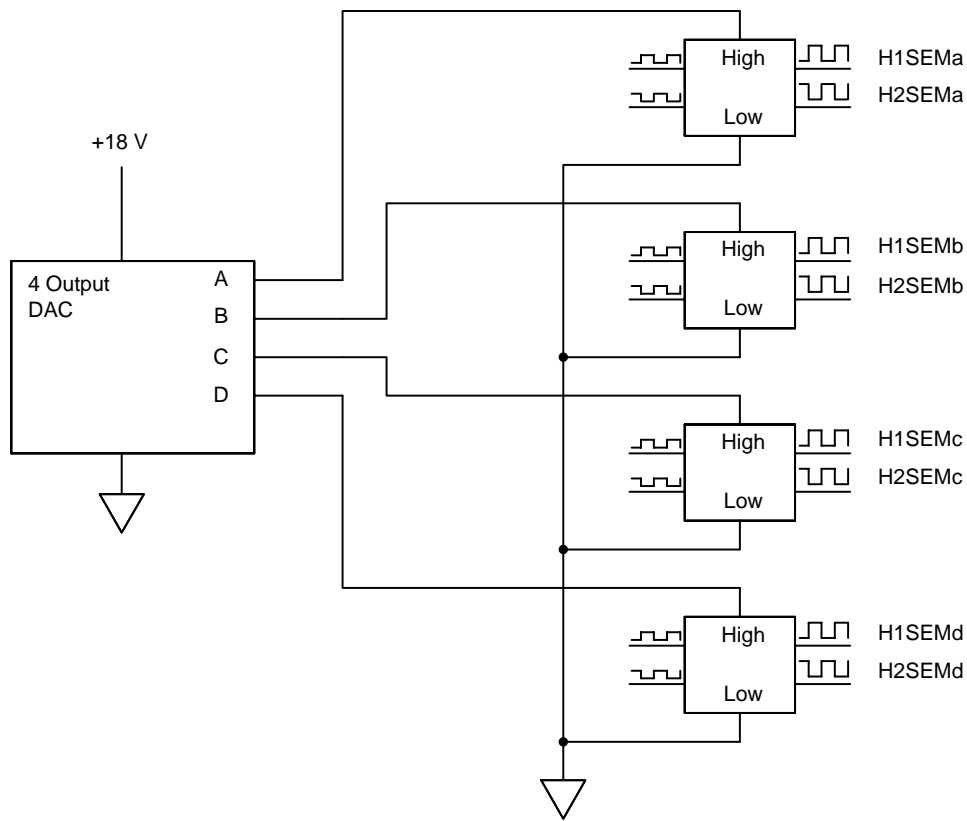 High
H1SEMa
H2SEMa
Low
+18 V
4 Output
DAC
A
B
C
D
High
H1SEMb
H2SEMb
Low
High
H1SEMc
H2SEMc
Low
High
H1SEMd
H2SEMd
Low